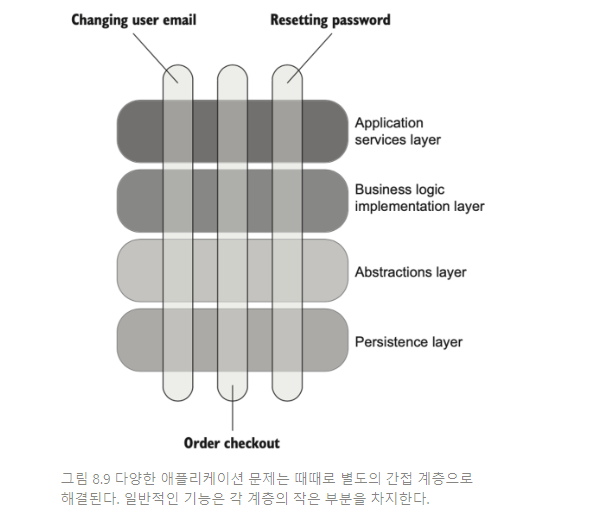 Changing user email
Resetting password
Application
services layer
Business logic
implementation layer
Abstractions layer
Persistence layer
Order checkout
그림 8.9 다양한 애플리케이션 문제는 때때로 별도의 간접 계층으로
해결된다. 일반적인 기능은 각 계층의 작은 부분을 차지한다.